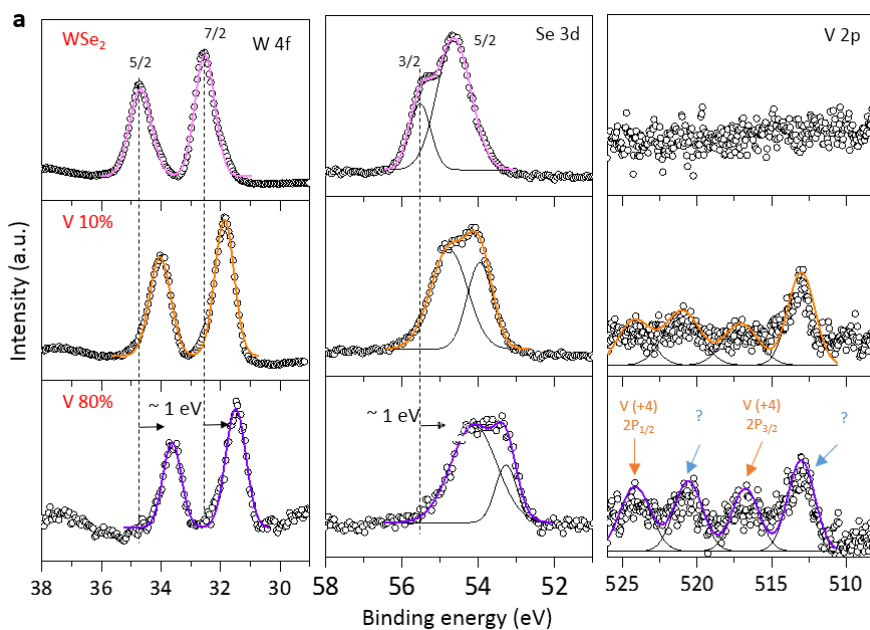 a
WSe₂
5/2
7/2
W 4f
3/2
5/2
Se 3d
V 2p
V 10%
V 80%
~ 1 eV
~ 1 eV
V (+4)
2P1/2
?
V (+4)
2P3/2
?
Intensity (a.u.)
38 36 34 32 30
58 56 54 52
525 520 515 510
Binding energy (eV)